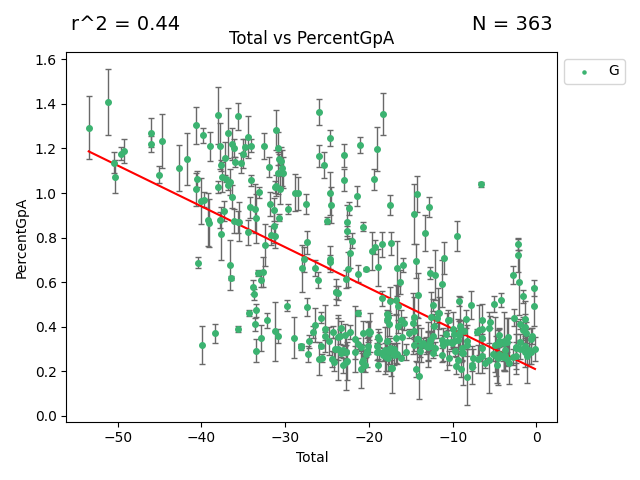 r^2 = 0.44 N = 363
Total vs PercentGpA
G
1.6
1.4
1.2
1.0
0.8
0.6
0.4
0.2
0.0
PercentGpA
−50 −40 −30 −20 −10 0
Total